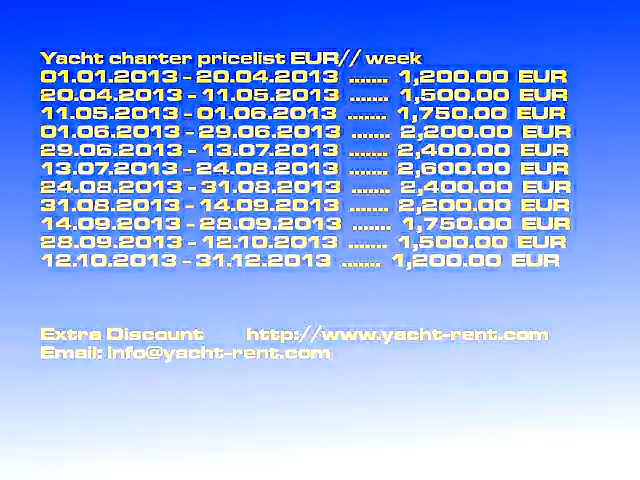 Yacht charter pricelist EUR// week
01.01.2013 - 20.04.2013 ....... 1,200.00 EUR
20.04.2013 - 11.05.2013 ....... 1,500.00 EUR
11.05.2013 - 01.06.2013 ....... 1,750.00 EUR
01.06.2013 - 29.06.2013 ....... 2,200.00 EUR
29.06.2013 - 13.07.2013 ....... 2,400.00 EUR
13.07.2013 - 24.08.2013 ....... 2,600.00 EUR
24.08.2013 - 31.08.2013 ....... 2,400.00 EUR
31.08.2013 - 14.09.2013 ....... 2,200.00 EUR
14.09.2013 - 28.09.2013 ....... 1,750.00 EUR
28.09.2013 - 12.10.2013 ....... 1,500.00 EUR
12.10.2013 - 31.12.2013 ....... 1,200.00 EUR
Extra Discount http://www.yacht-rent.com
Email: info@yacht-rent.com